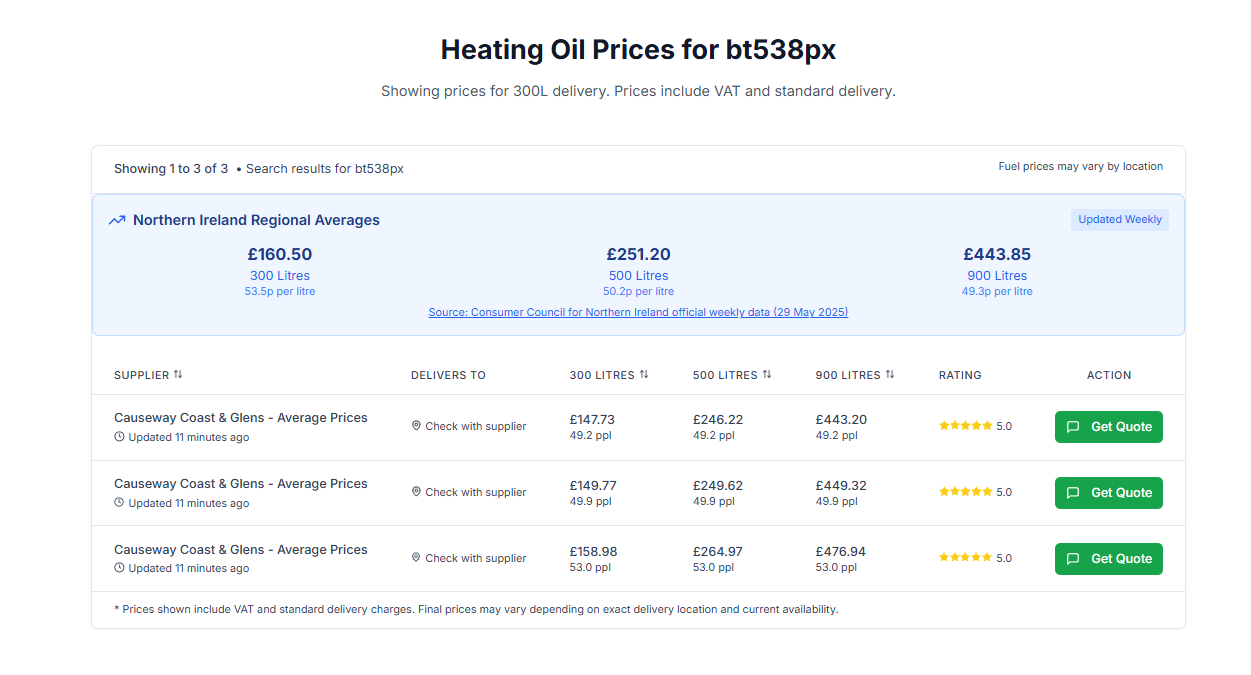 Heating Oil Prices for bt538px
Showing prices for 300L delivery. Prices include VAT and standard delivery.
Showing 1 to 3 of 3 • Search results for bt538px
Fuel prices may vary by location
Northern Ireland Regional Averages
Updated Weekly
£160.50 £251.20 £443.85
300 Litres 500 Litres 900 Litres
53.5p per litre 50.2p per litre 49.3p per litre
Source: Consumer Council for Northern Ireland official weekly data (29 May 2025)
SUPPLIER DELIVERS TO 300 LITRES 500 LITRES 900 LITRES RATING ACTION
Causeway Coast & Glens - Average Prices Check with supplier £147.73 £246.22 £443.20 5.0 Get Quote
Updated 11 minutes ago 49.2 ppl 49.2 ppl 49.2 ppl
Causeway Coast & Glens - Average Prices Check with supplier £149.77 £249.62 £449.32 5.0 Get Quote
Updated 11 minutes ago 49.9 ppl 49.9 ppl 49.9 ppl
Causeway Coast & Glens - Average Prices Check with supplier £158.98 £264.97 £476.94 5.0 Get Quote
Updated 11 minutes ago 53.0 ppl 53.0 ppl 53.0 ppl
* Prices shown include VAT and standard delivery charges. Final prices may vary depending on exact delivery location and current availability.